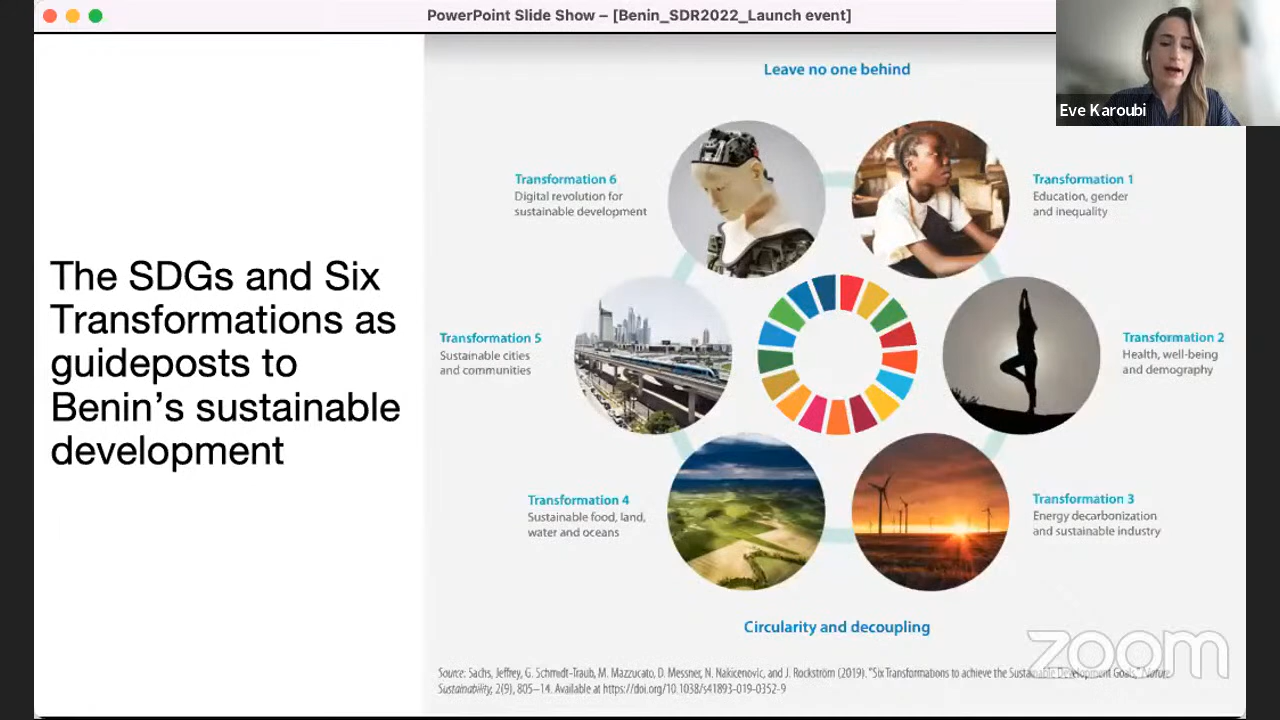 PowerPoint Slide Show – [Benin_SDR2022_Launch event]
Eve Karoubi
The SDGs and Six
Transformations as
guideposts to
Benin’s sustainable
development
Leave no one behind
Transformation 6
Digital revolution for
sustainable development
Transformation 1
Education, gender
and inequality
Transformation 5
Sustainable cities
and communities
Transformation 2
Health, well-being
and demography
Transformation 4
Sustainable food, land,
water and oceans
Transformation 3
Energy decarbonization
and sustainable industry
Circularity and decoupling
zoom
Source: Sachs, Jeffrey, G. Schmidt-Traub, M. Mazzucato, D. Messner, N. Nakicenovic, and J. Rockström (2019). “Six Transformations to achieve the Sustainable Development Goals,” Nature
Sustainability, 2(9), 805–14. Available at https://doi.org/10.1038/s41893-019-0352-9